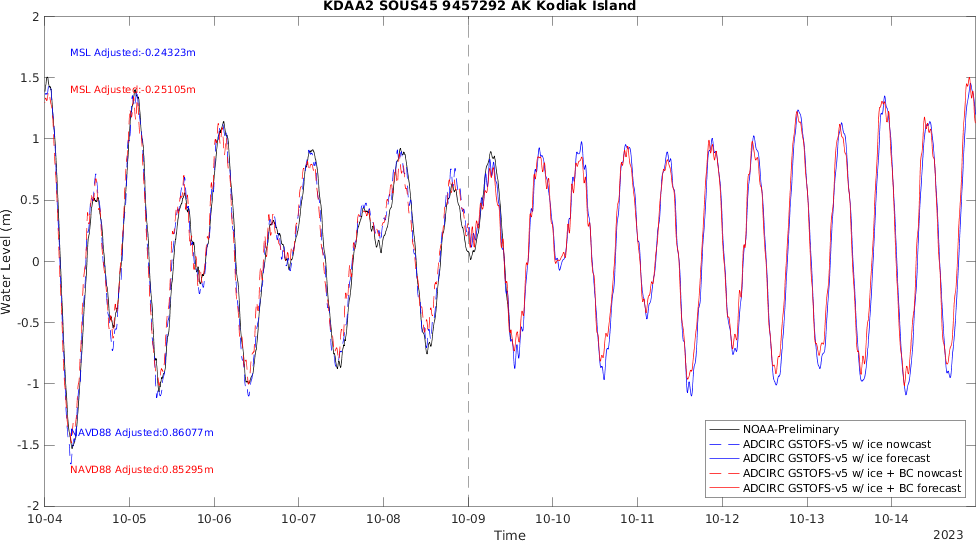 KDAA2 SOUS45 9457292 AK Kodiak Island
2
MSL Adjusted:-0.24323m
1.5
MSL Adjusted:-0.25105m
1
0.5
Water Level (m)
0
-0.5
-1
NOAA-Preliminary
NAVD88 Adjusted:0.86077m
-1.5
ADCIRC GSTOFS-v5 w/ ice nowcast
ADCIRC GSTOFS-v5 w/ ice forecast
NAVD88 Adjusted:0.85295m
ADCIRC GSTOFS-v5 w/ ice + BC nowcast
ADCIRC GSTOFS-v5 w/ ice + BC forecast
-2
10-04 10-05 10-06 10-07 10-08 10-09 10-10 10-11 10-12 10-13 10-14
Time
2023